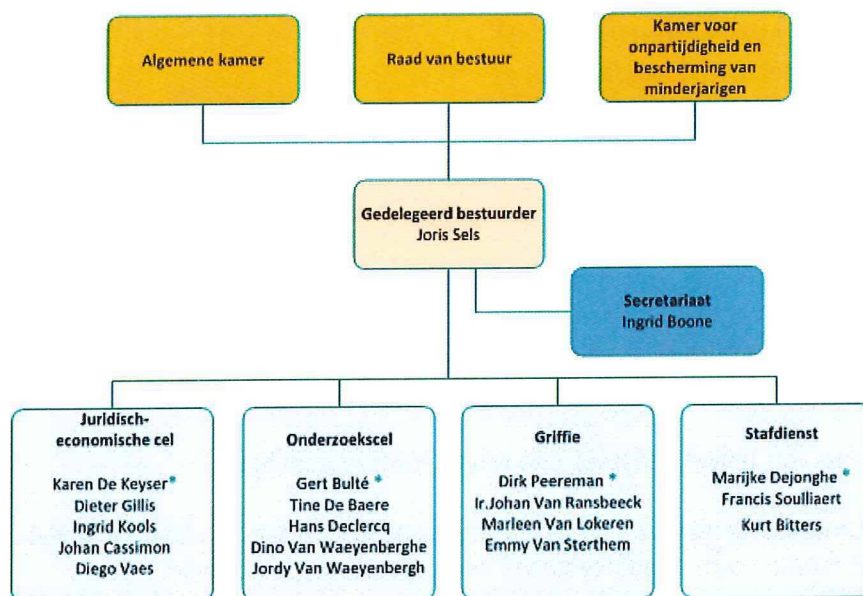 Algemene kamer
Raad van bestuur
Kamer voor
onpartijdigheid en
bescherming van
minderjarigen
Gedelegeerd bestuurder
Joris Sels
Secretariaat
Ingrid Boone
Juridisch-
economische cel
Karen De Keyser*
Dieter Gillis
Ingrid Kools
Johan Cassimon
Diego Vaes
Onderzoekscel
Gert Bulté *
Tine De Baere
Hans Declercq
Dino Van Waeyenberghe
Jordy Van Waeyenbergh
Griffie
Dirk Peereman *
Ir.Johan Van Ransbeeck
Marleen Van Lokeren
Emmy Van Sterthem
Stafdienst
Marijke Dejonghe *
Francis Soulliaert
Kurt Bitters